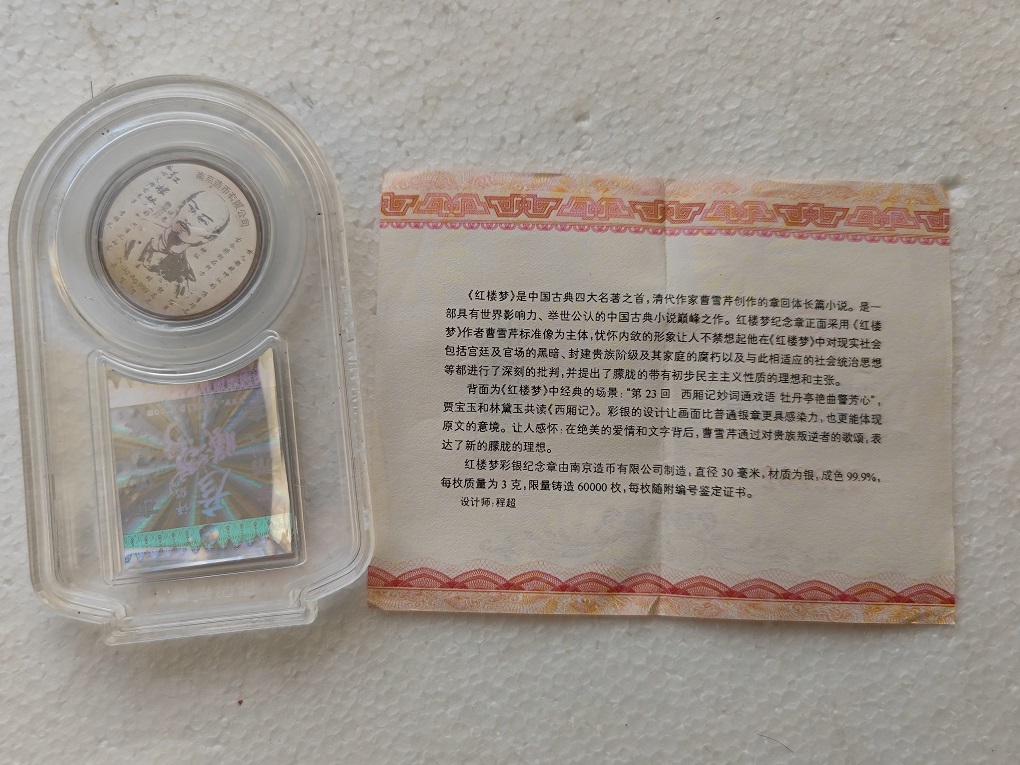 南京造币有限公司
《红楼梦》是中国古典四大名著之首，清代作家曹雪芹创作的章回体长篇小说。是一
部具有世界影响力、举世公认的中国古典小说巅峰之作。红楼梦纪念章正面采用《红楼
梦》作者曹雪芹标准像为主体，忧怀内敛的形象让人不禁想起他在《红楼梦》中对现实社会
包括宫廷及官场的黑暗、封建贵族阶级及其家庭的腐朽以及与此相适应的社会统治思想
等都进行了深刻的批判，并提出了朦胧的带有初步民主主义性质的理想和主张。
背面为《红楼梦》中经典的场景："第 23 回 西厢记妙词通戏语 牡丹亭艳曲警芳心"，
贾宝玉和林黛玉共读《西厢记》。彩银的设计让画面比普通银章更具感染力，也更能体现
原文的意境。让人感怀：在绝美的爱情和文字背后，曹雪芹通过对贵族叛逆者的歌颂，表
达了新的朦胧的理想。
红楼梦彩银纪念章由南京造币有限公司制造，直径 30 毫米，材质为银，成色 99.9%，
每枚质量为 3 克，限量铸造 60000 枚，每枚随附编号鉴定证书。
设计师：程超